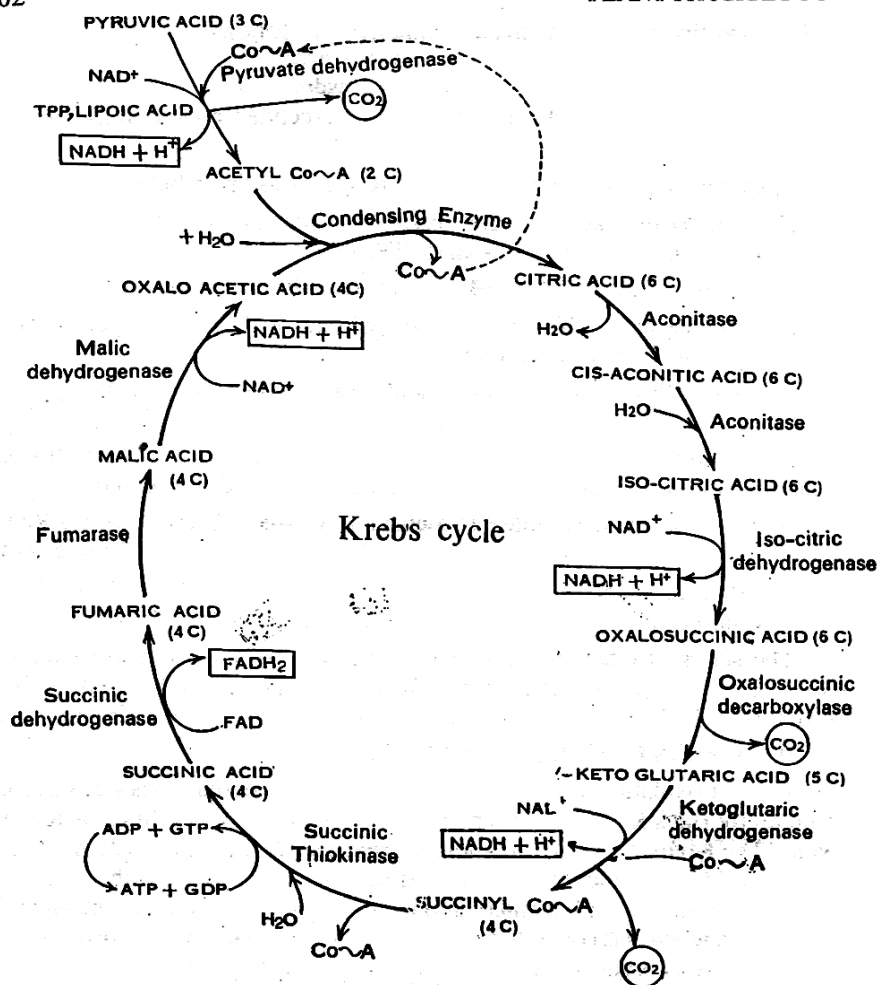 PYRUVIC ACID (3 C)
Co~A
Pyruvate dehydrogenase
NAD+
CO2
TPP,LIPOIC ACID
NADH + H+
ACETYL Co~A (2 C)
Condensing Enzyme
+H2O
Co~A
CITRIC ACID (6 C)
OXALO ACETIC ACID (4C)
H2O
Aconitase
NADH + H+
Malic
dehydrogenase
NAD+
CIS-ACONITIC ACID (6 C)
H2O
Aconitase
MALIC ACID
(4 C)
ISO-CITRIC ACID (6 C)
Kreb's cycle
NAD+
Iso-citric
dehydrogenase
NADH + H+
Fumarase
FUMARIC ACID
(4 C)
OXALOSUCCINIC ACID (6 C)
FADH2
Succinic
dehydrogenase
FAD
Oxalosuccinic
decarboxylase
CO2
SUCCINIC ACID
(4 C)
-KETO GLUTARIC ACID (5 C)
NAL+
Ketoglutaric
dehydrogenase
ADP + GTP
Succinic
Thiokinase
NADH + H+
Co~A
ATP + GDP
H2O
SUCCINYL Co~A
(4 C)
Co~A
CO2